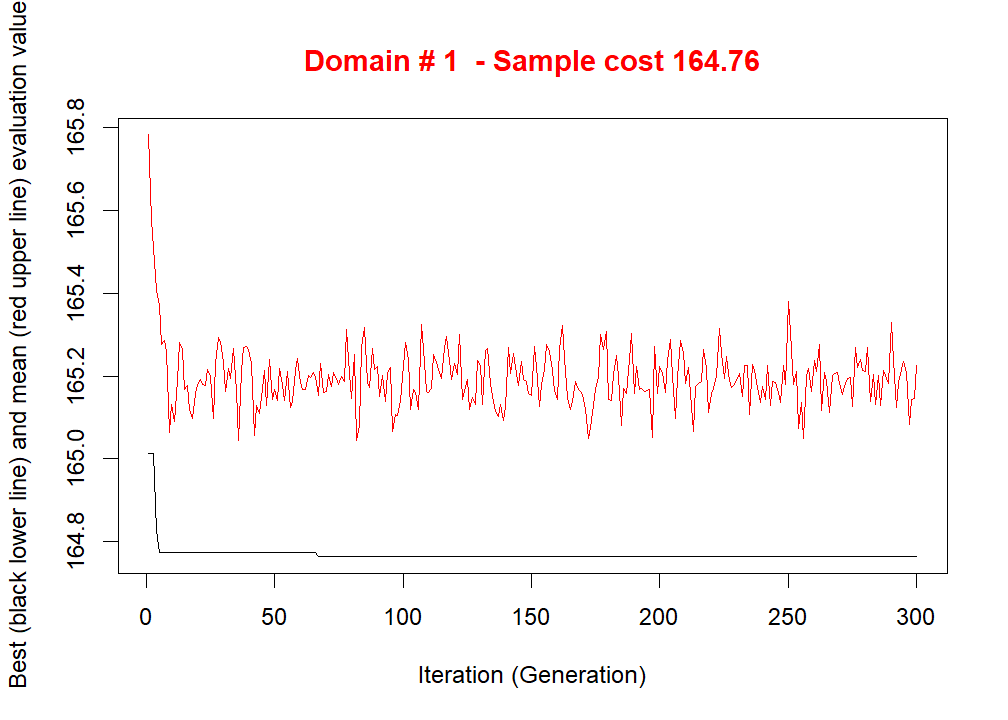 Domain # 1  - Sample cost 164.76
Best (black lower line) and mean (red upper line) evaluation value
165.8
165.6
165.4
165.2
165.0
164.8
0 50 100 150 200 250 300
Iteration (Generation)